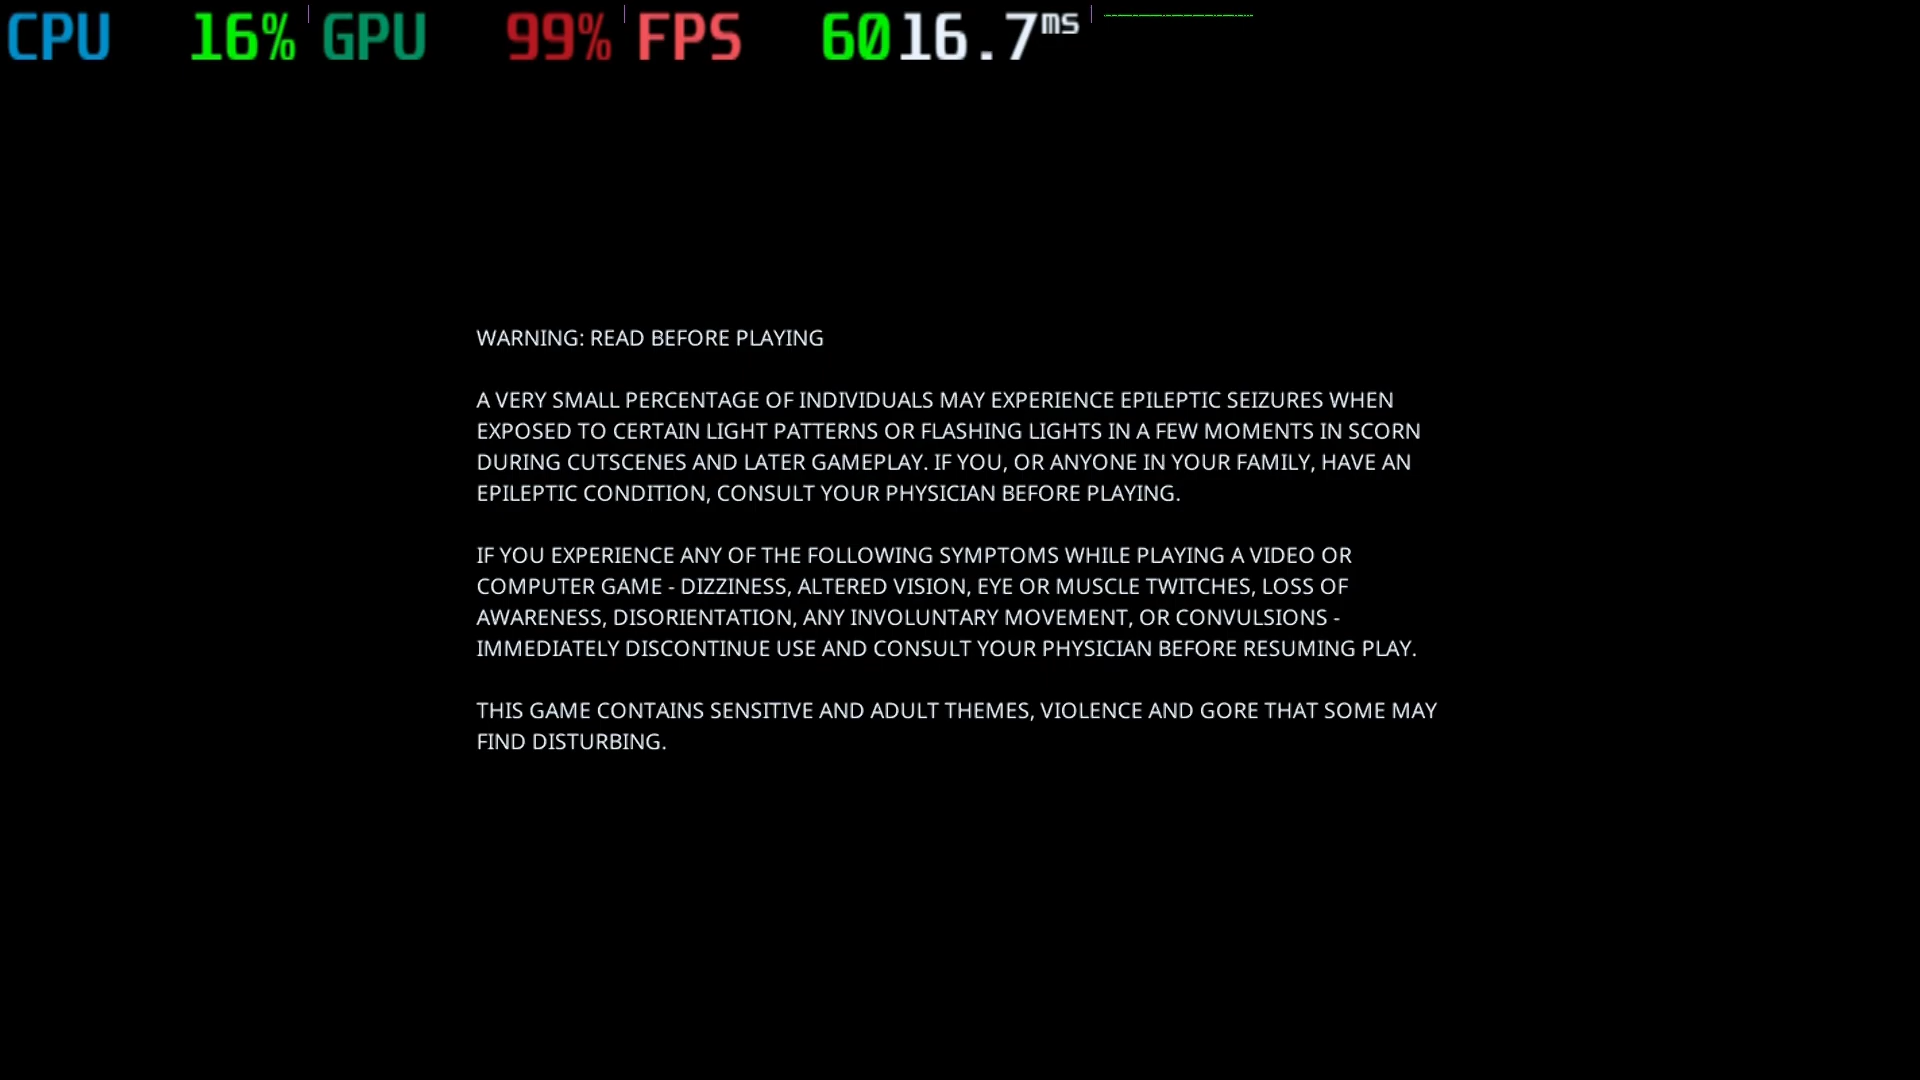 CPU 16% GPU 99% FPS 60 16.7ms
WARNING: READ BEFORE PLAYING
A VERY SMALL PERCENTAGE OF INDIVIDUALS MAY EXPERIENCE EPILEPTIC SEIZURES WHEN
EXPOSED TO CERTAIN LIGHT PATTERNS OR FLASHING LIGHTS IN A FEW MOMENTS IN SCORN
DURING CUTSCENES AND LATER GAMEPLAY. IF YOU, OR ANYONE IN YOUR FAMILY, HAVE AN
EPILEPTIC CONDITION, CONSULT YOUR PHYSICIAN BEFORE PLAYING.
IF YOU EXPERIENCE ANY OF THE FOLLOWING SYMPTOMS WHILE PLAYING A VIDEO OR
COMPUTER GAME - DIZZINESS, ALTERED VISION, EYE OR MUSCLE TWITCHES, LOSS OF
AWARENESS, DISORIENTATION, ANY INVOLUNTARY MOVEMENT, OR CONVULSIONS -
IMMEDIATELY DISCONTINUE USE AND CONSULT YOUR PHYSICIAN BEFORE RESUMING PLAY.
THIS GAME CONTAINS SENSITIVE AND ADULT THEMES, VIOLENCE AND GORE THAT SOME MAY
FIND DISTURBING.